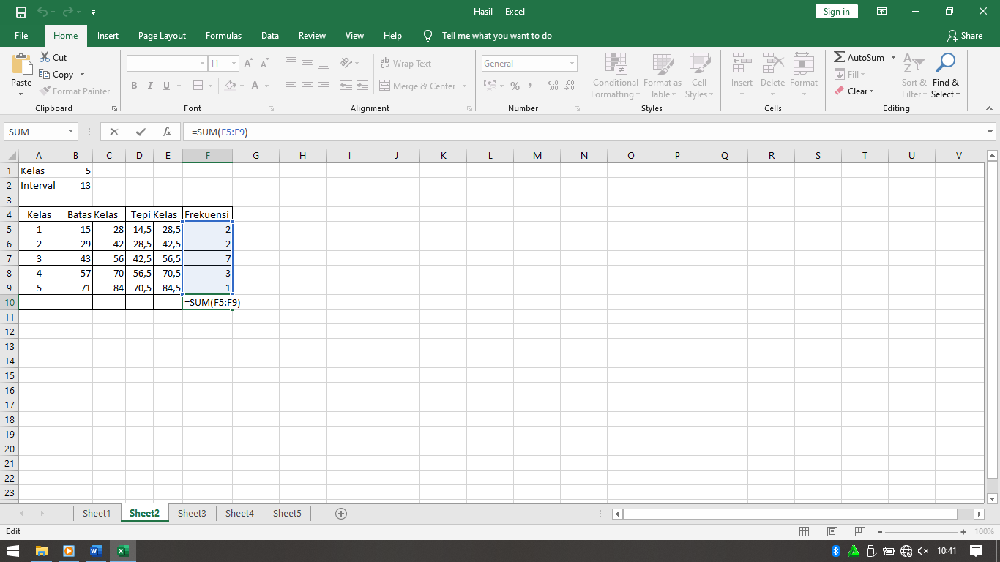 Hasil - Excel
Sign in
File Home Insert Page Layout Formulas Data Review View Help Tell me what you want to do Share
Paste Cut Copy Format Painter Clipboard
11 A A B I U A Font
ab Wrap Text Merge & Center Alignment
General % , ,0 ,00 ,00 ,0 Number
Conditional Formatting Format as Table Cell Styles Styles
Insert Delete Format Cells
AutoSum Fill Clear Sort & Filter Find & Select Editing
SUM fx =SUM(F5:F9)
A B C D E F G H I J K L M N O P Q R S T U V
1 Kelas 5
2 Interval 13
3
4 Kelas Batas Kelas Tepi Kelas Frekuensi
5 1 15 28 14,5 28,5 2
6 2 29 42 28,5 42,5 2
7 3 43 56 42,5 56,5 7
8 4 57 70 56,5 70,5 3
9 5 71 84 70,5 84,5 1
10 =SUM(F5:F9)
11
12
13
14
15
16
17
18
19
20
21
22
23
Sheet1 Sheet2 Sheet3 Sheet4 Sheet5
Edit 100%
10:41